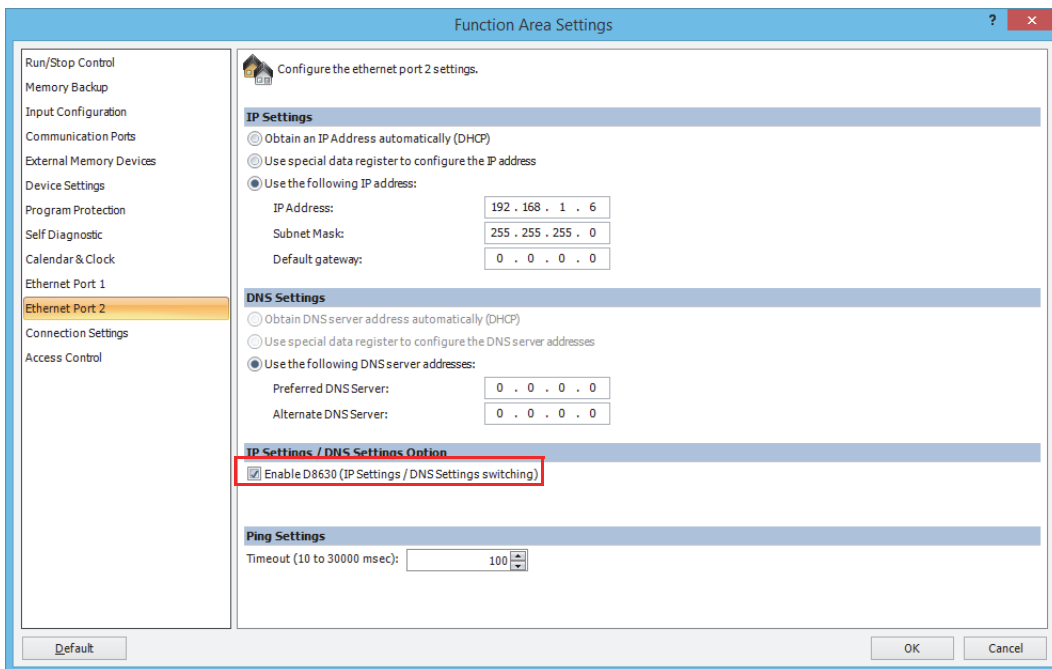 Function Area Settings
?
Run/Stop Control
Memory Backup
Input Configuration
Communication Ports
External Memory Devices
Device Settings
Program Protection
Self Diagnostic
Calendar & Clock
Ethernet Port 1
Ethernet Port 2
Connection Settings
Access Control
Configure the ethernet port 2 settings.
IP Settings
Obtain an IP Address automatically (DHCP)
Use special data register to configure the IP address
Use the following IP address:
IP Address: 192 . 168 . 1 . 6
Subnet Mask: 255 . 255 . 255 . 0
Default gateway: 0 . 0 . 0 . 0
DNS Settings
Obtain DNS server address automatically (DHCP)
Use special data register to configure the DNS server addresses
Use the following DNS server addresses:
Preferred DNS Server: 0 . 0 . 0 . 0
Alternate DNS Server: 0 . 0 . 0 . 0
IP Settings / DNS Settings Option
Enable D8630 (IP Settings / DNS Settings switching)
Ping Settings
Timeout (10 to 30000 msec): 100
Default
OK
Cancel